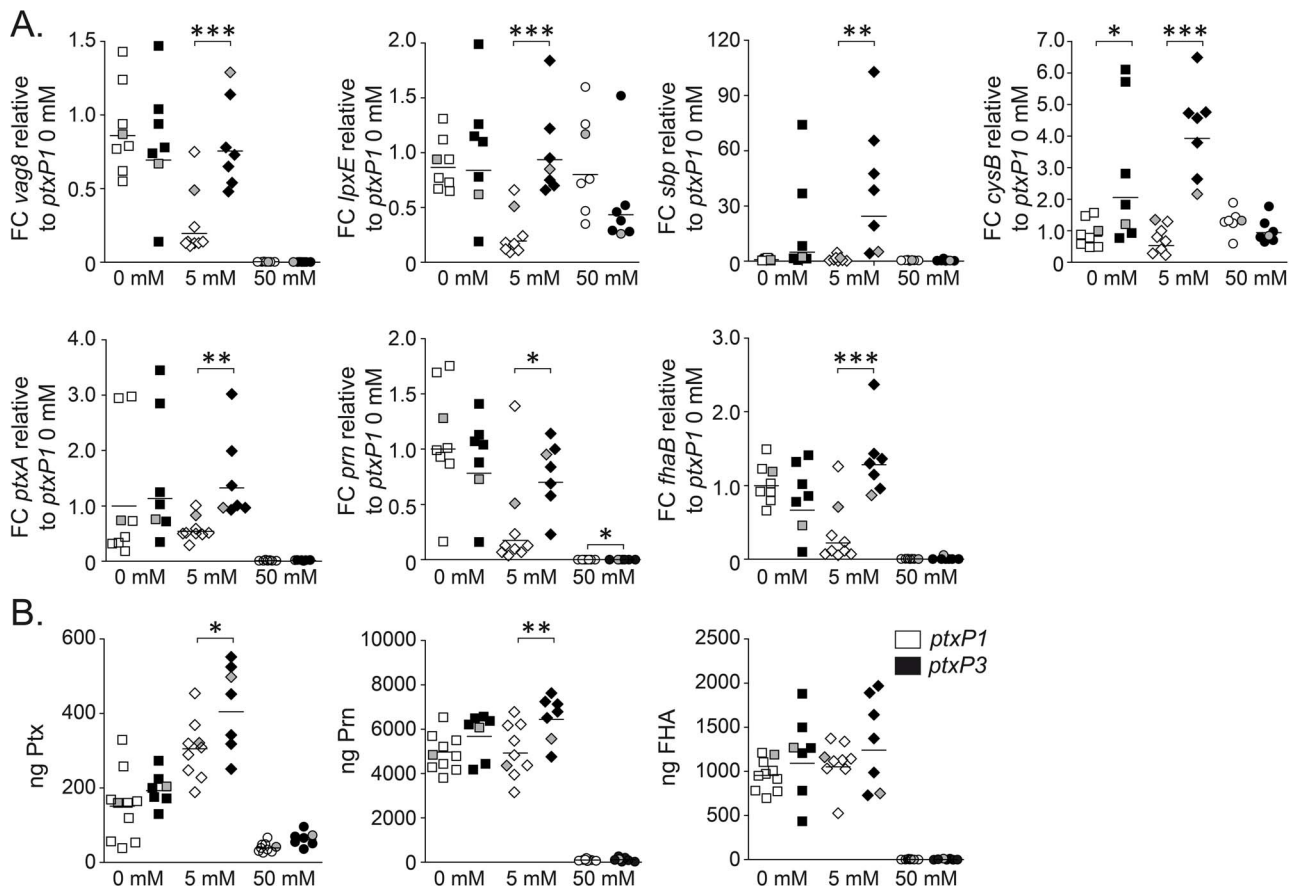 A.
FC vag8 relative
to ptxP1 0 mM
1.5
1.0
0.5
0
***
0 mM 5 mM 50 mM
FC lpxE relative
to ptxP1 0 mM
2.0
1.5
1.0
0.5
0
***
0 mM 5 mM 50 mM
FC sbp relative
to ptxP1 0 mM
120
90
60
30
0
**
0 mM 5 mM 50 mM
FC cysB relative
to ptxP1 0 mM
7.0
6.0
5.0
4.0
3.0
2.0
1.0
0
* ***
0 mM 5 mM 50 mM
FC ptxA relative
to ptxP1 0 mM
4.0
3.0
2.0
1.0
0
**
0 mM 5 mM 50 mM
FC prn relative
to ptxP1 0 mM
2.0
1.5
1.0
0.5
0
*
*
0 mM 5 mM 50 mM
FC fhaB relative
to ptxP1 0 mM
3.0
2.0
1.0
0
***
0 mM 5 mM 50 mM
B.
ng Ptx
600
400
200
0
*
0 mM 5 mM 50 mM
ng Prn
10000
8000
6000
4000
2000
0
**
0 mM 5 mM 50 mM
ng FHA
2500
2000
1500
1000
500
0
ptxP1
ptxP3
0 mM 5 mM 50 mM